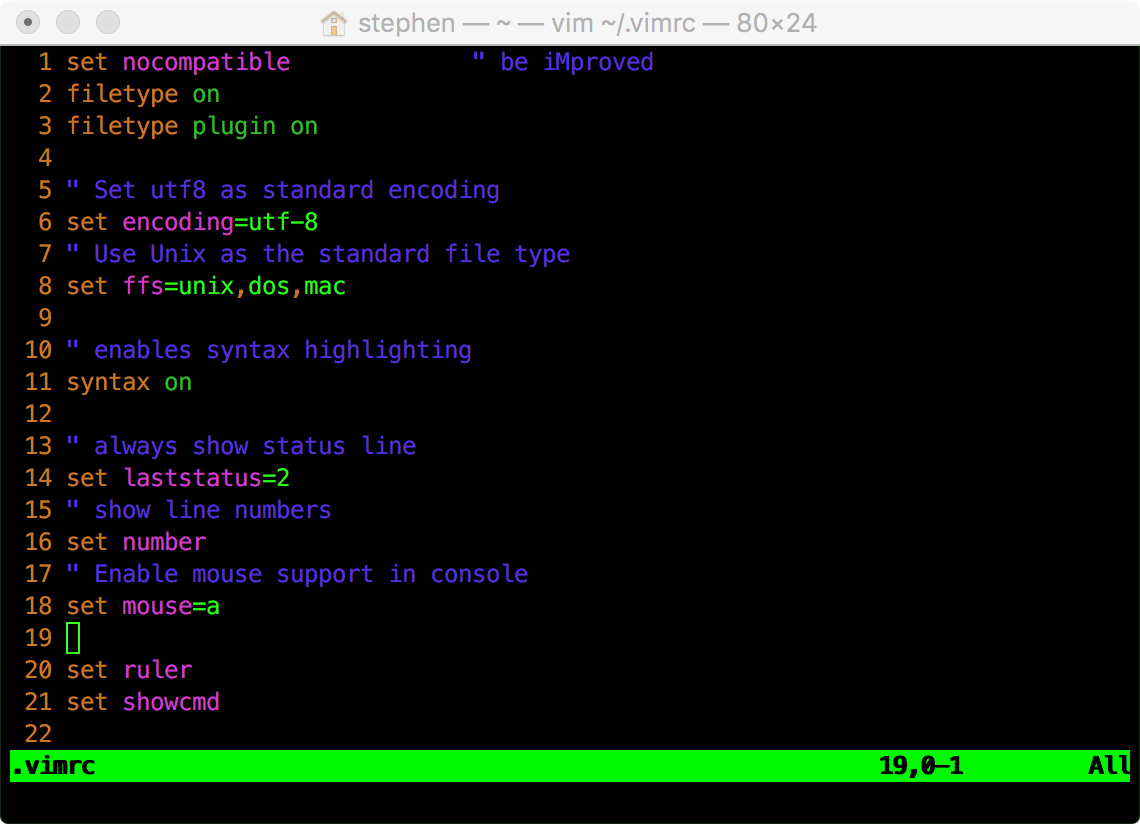 stephen — ~ — vim ~/.vimrc — 80×24
1 set nocompatible             " be iMproved
2 filetype on
3 filetype plugin on
4
5 " Set utf8 as standard encoding
6 set encoding=utf-8
7 " Use Unix as the standard file type
8 set ffs=unix,dos,mac
9
10 " enables syntax highlighting
11 syntax on
12
13 " always show status line
14 set laststatus=2
15 " show line numbers
16 set number
17 " Enable mouse support in console
18 set mouse=a
19
20 set ruler
21 set showcmd
22
.vimrc 19,0-1 All